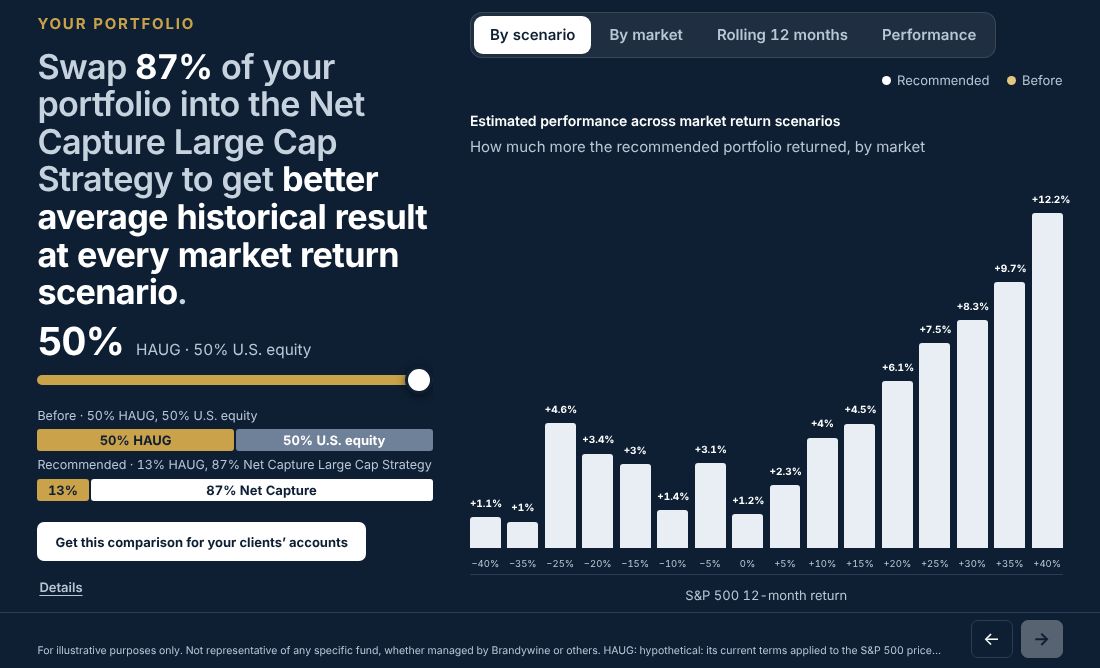 YOUR PORTFOLIO
Swap 87% of your
portfolio into the Net
Capture Large Cap
Strategy to get better
average historical result
at every market return
scenario.
50% HAUG · 50% U.S. equity
Before · 50% HAUG, 50% U.S. equity
50% HAUG 50% U.S. equity
Recommended · 13% HAUG, 87% Net Capture Large Cap Strategy
13% 87% Net Capture
Get this comparison for your clients’ accounts
Details
By scenario By market Rolling 12 months Performance
Recommended Before
Estimated performance across market return scenarios
How much more the recommended portfolio returned, by market
+1.1% +1% +4.6% +3.4% +3% +1.4% +3.1% +1.2% +2.3% +4% +4.5% +6.1% +7.5% +8.3% +9.7% +12.2%
−40% −35% −25% −20% −15% −10% −5% 0% +5% +10% +15% +20% +25% +30% +35% +40%
S&P 500 12-month return
For illustrative purposes only. Not representative of any specific fund, whether managed by Brandywine or others. HAUG: hypothetical: its current terms applied to the S&P 500 price…